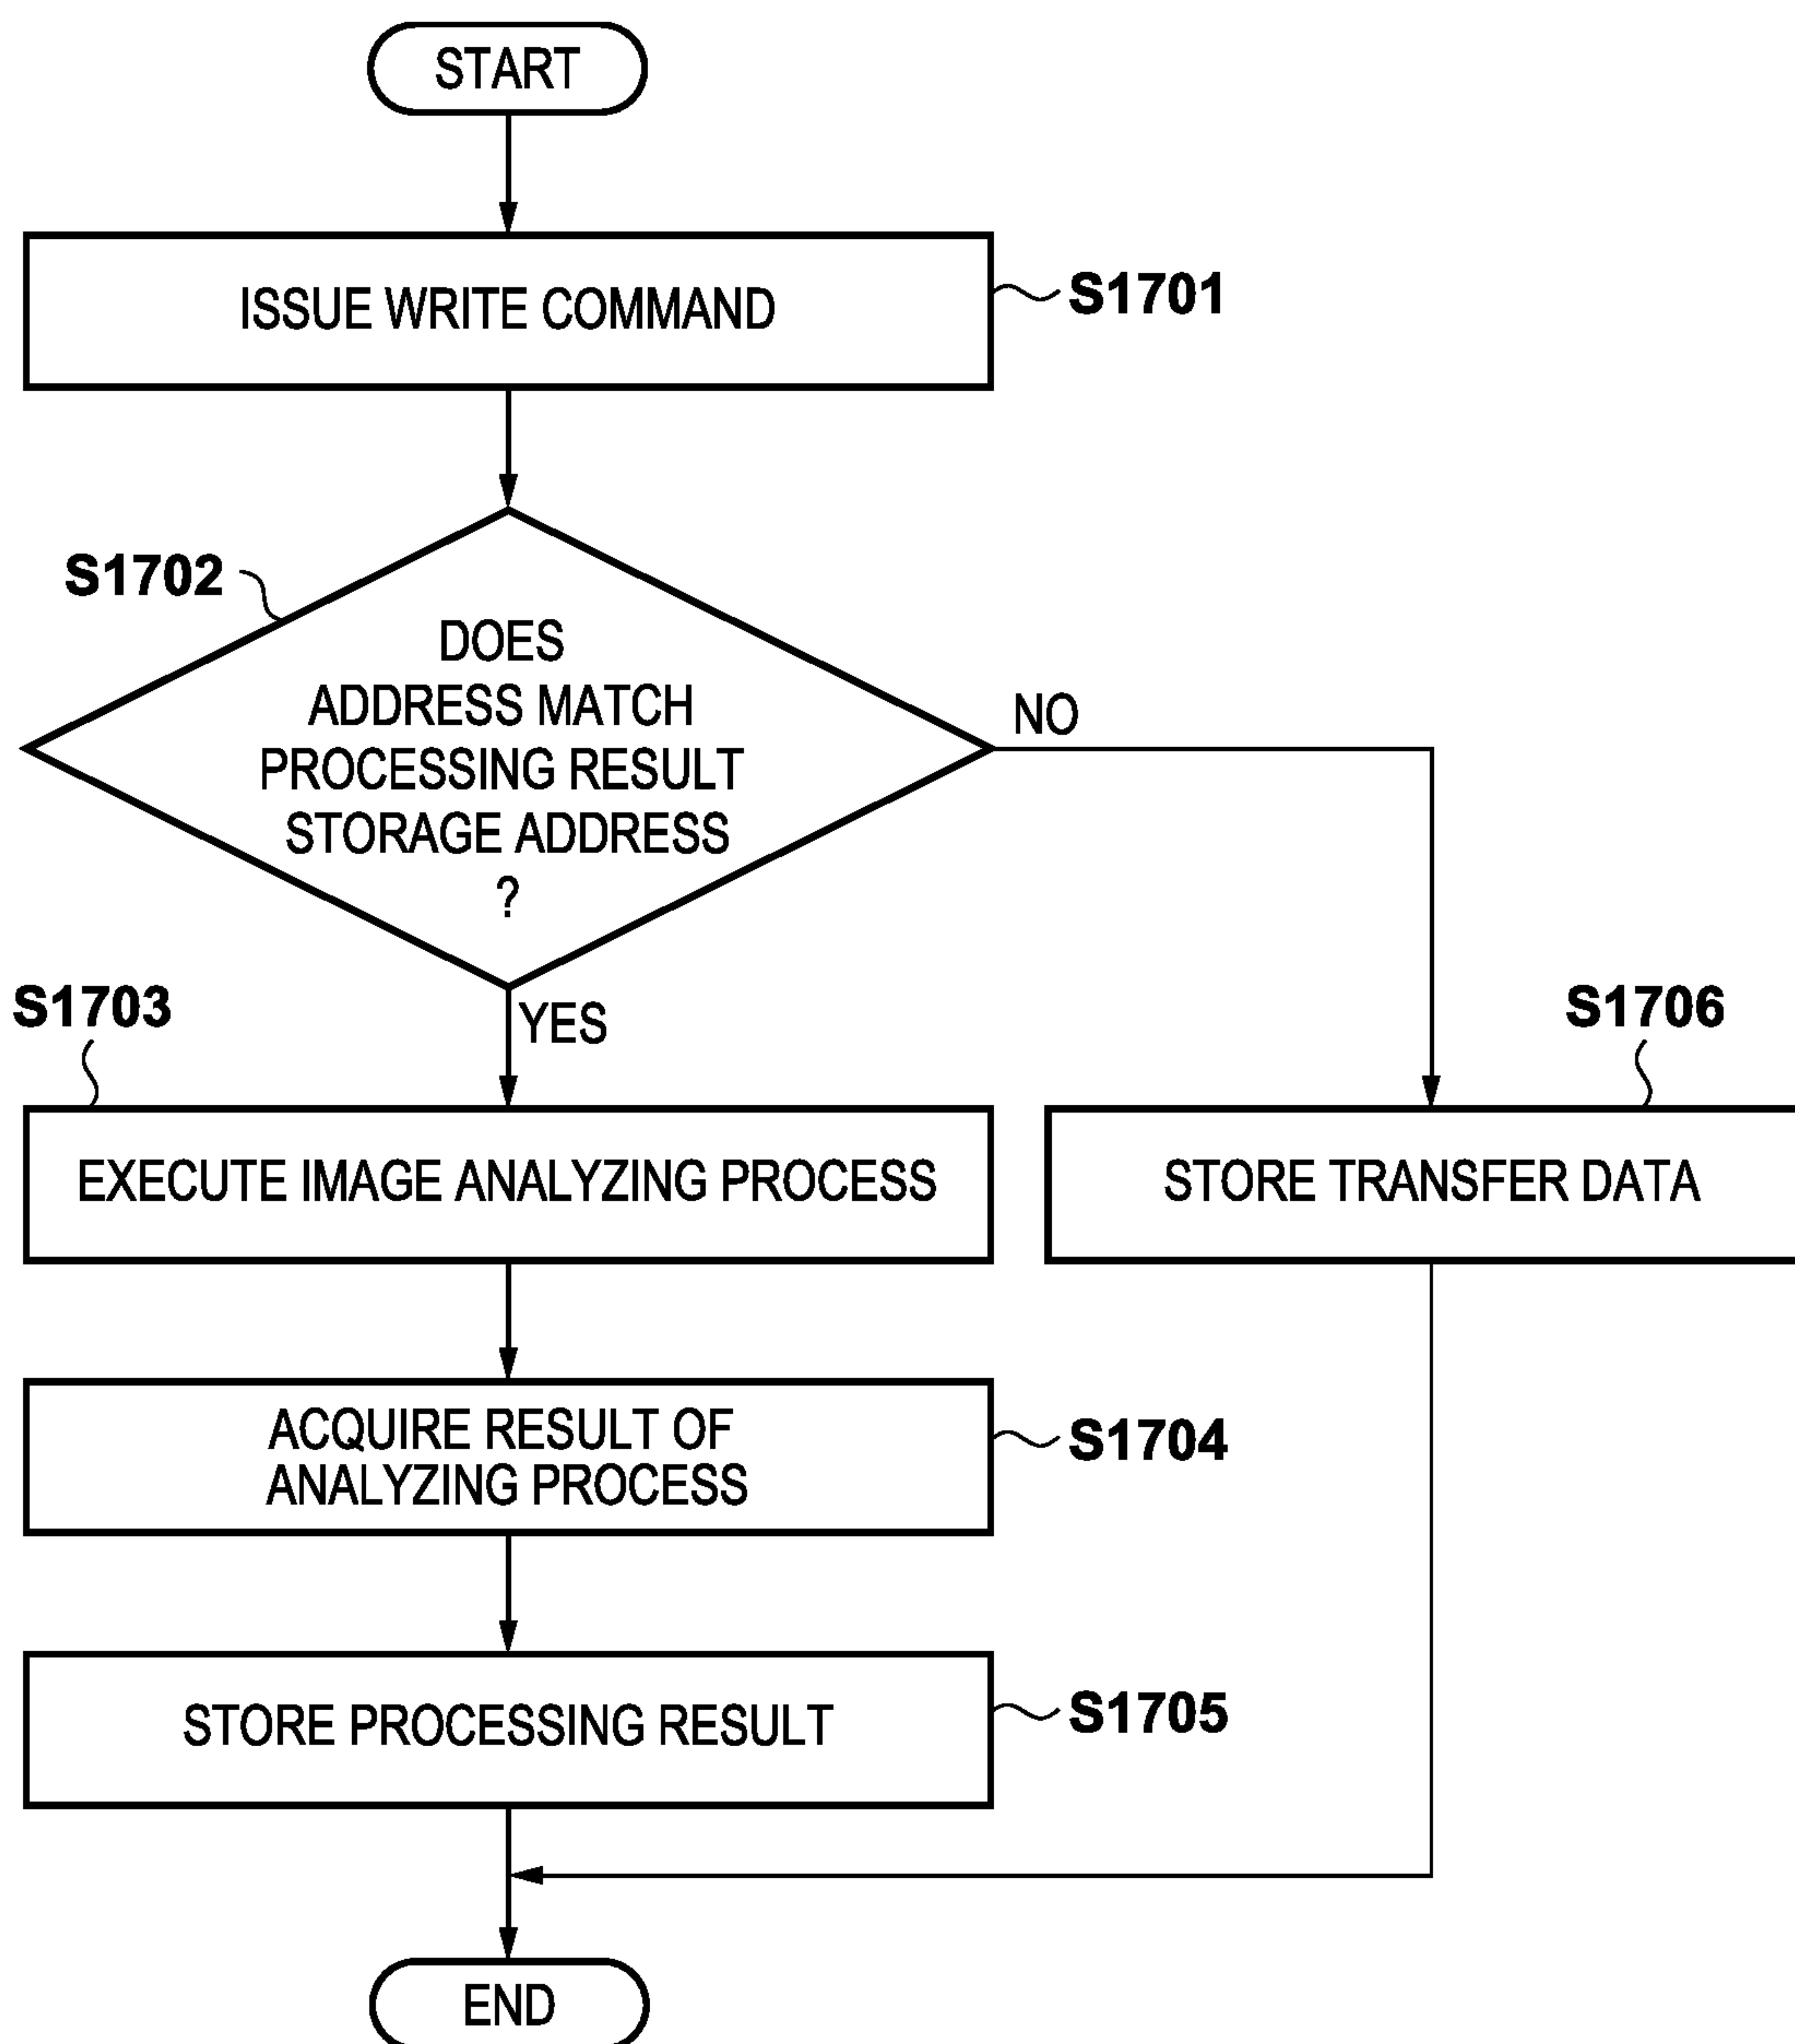 START
ISSUE WRITE COMMAND
S1701
S1702
DOES
ADDRESS MATCH
PROCESSING RESULT
STORAGE ADDRESS
?
NO
YES
S1703
EXECUTE IMAGE ANALYZING PROCESS
S1706
STORE TRANSFER DATA
ACQUIRE RESULT OF
ANALYZING PROCESS
S1704
STORE PROCESSING RESULT
S1705
END